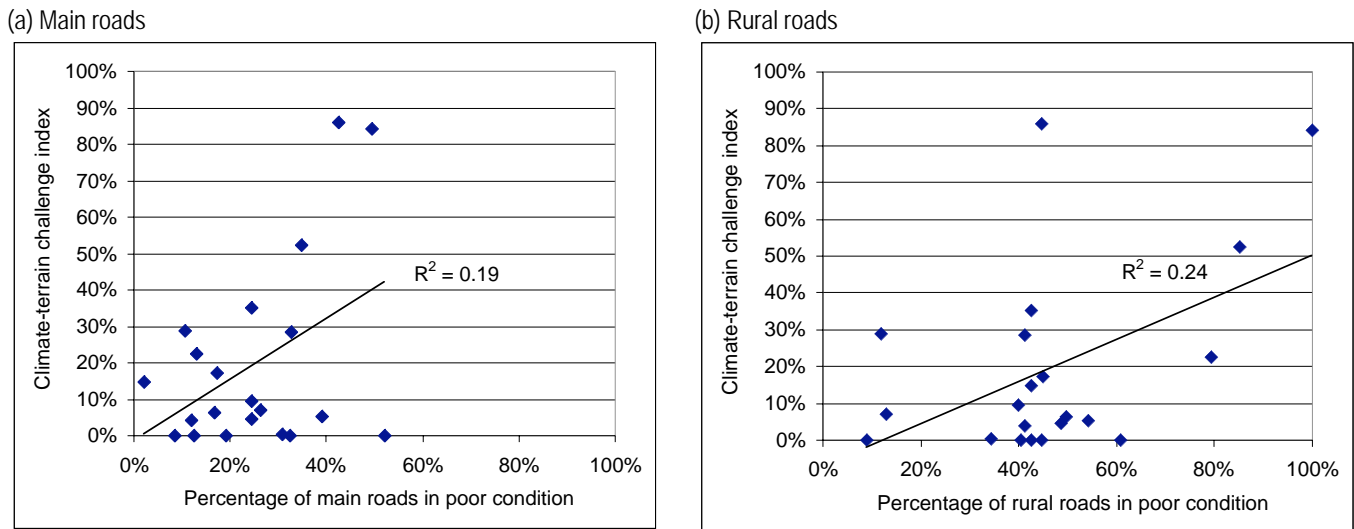 (a) Main roads
100%
90%
80%
70%
60%
50%
40%
30%
20%
10%
0%
Climate-terrain challenge index
R² = 0.19
0% 20% 40% 60% 80% 100%
Percentage of main roads in poor condition
(b) Rural roads
100%
90%
80%
70%
60%
50%
40%
30%
20%
10%
0%
Climate-terrain challenge index
R² = 0.24
0% 20% 40% 60% 80% 100%
Percentage of rural roads in poor condition